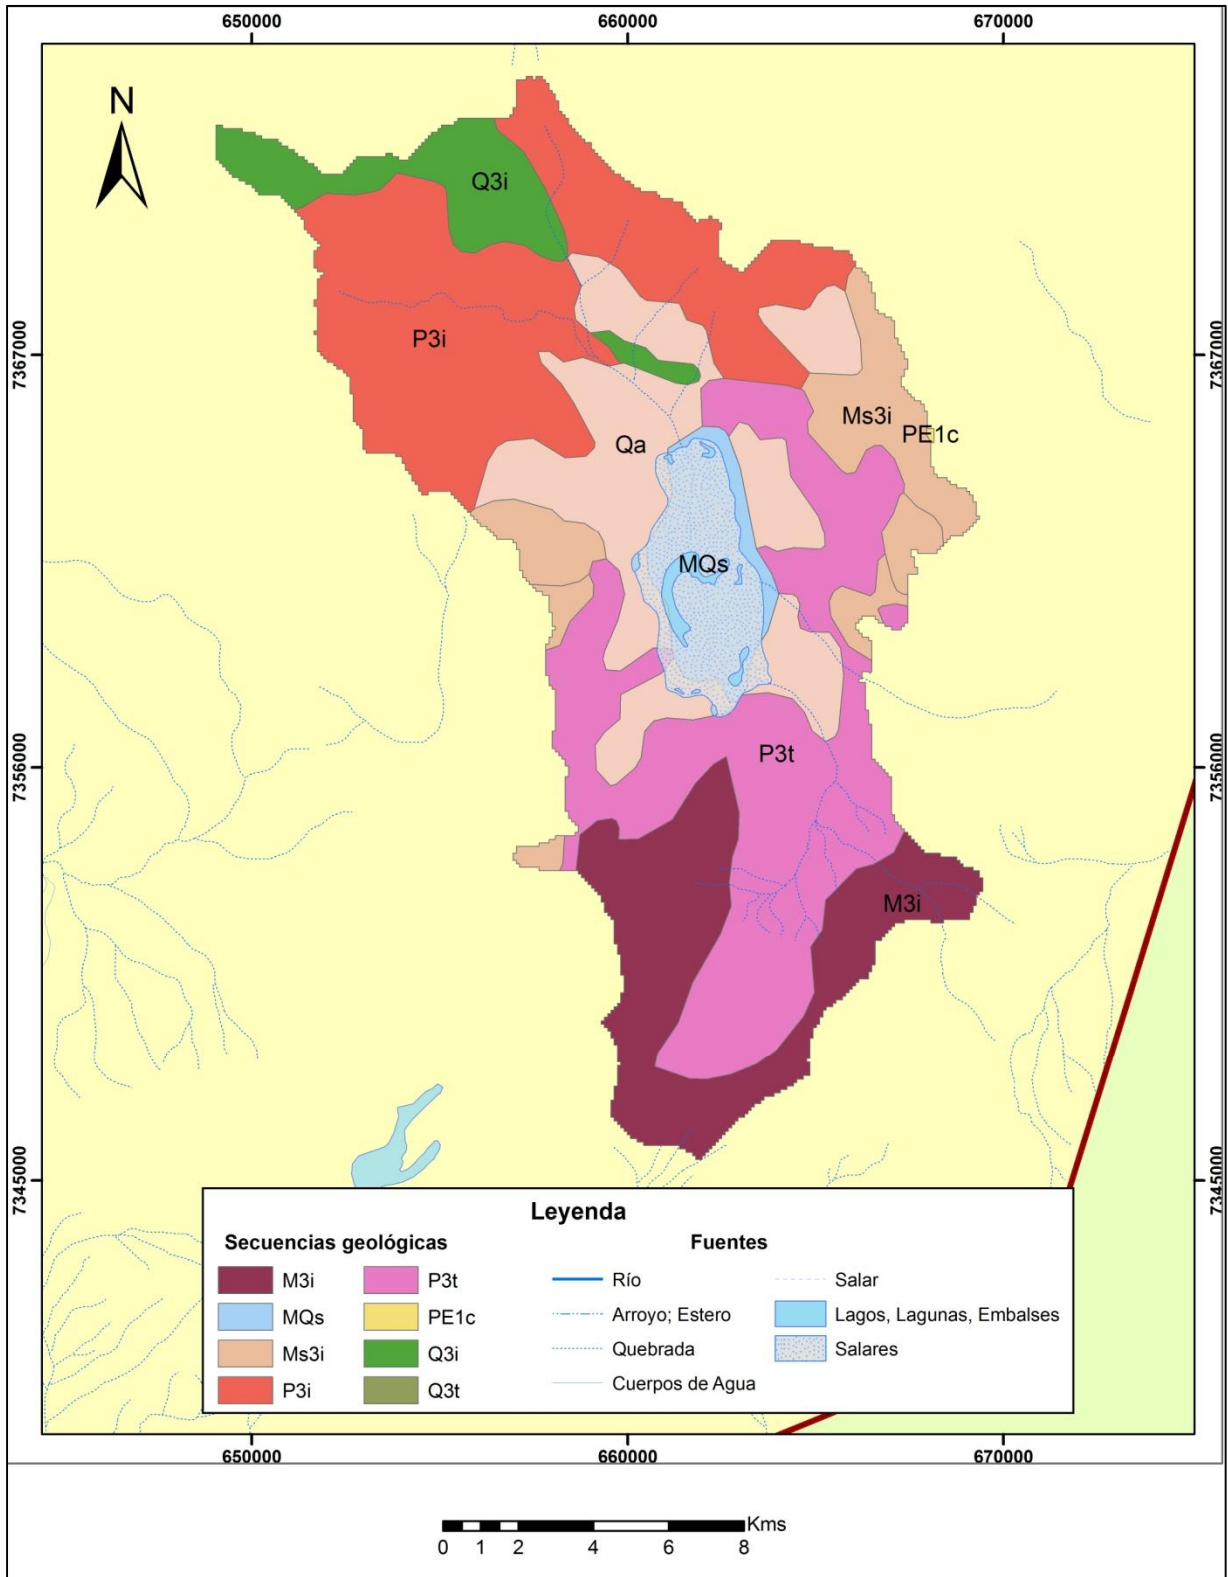 650000 660000 670000
N
Q3i
P3i
7367000 7367000
Ms3i
PE1c
Qa
MQs
P3t
7356000 7356000
M3i
7345000 7345000
Leyenda
Secuencias geológicas Fuentes
M3i P3t Río Salar
MQs PE1c Arroyo; Estero Lagos, Lagunas, Embalses
Ms3i Q3i Quebrada Salares
P3i Q3t Cuerpos de Agua
650000 660000 670000
Kms
0 1 2 4 6 8